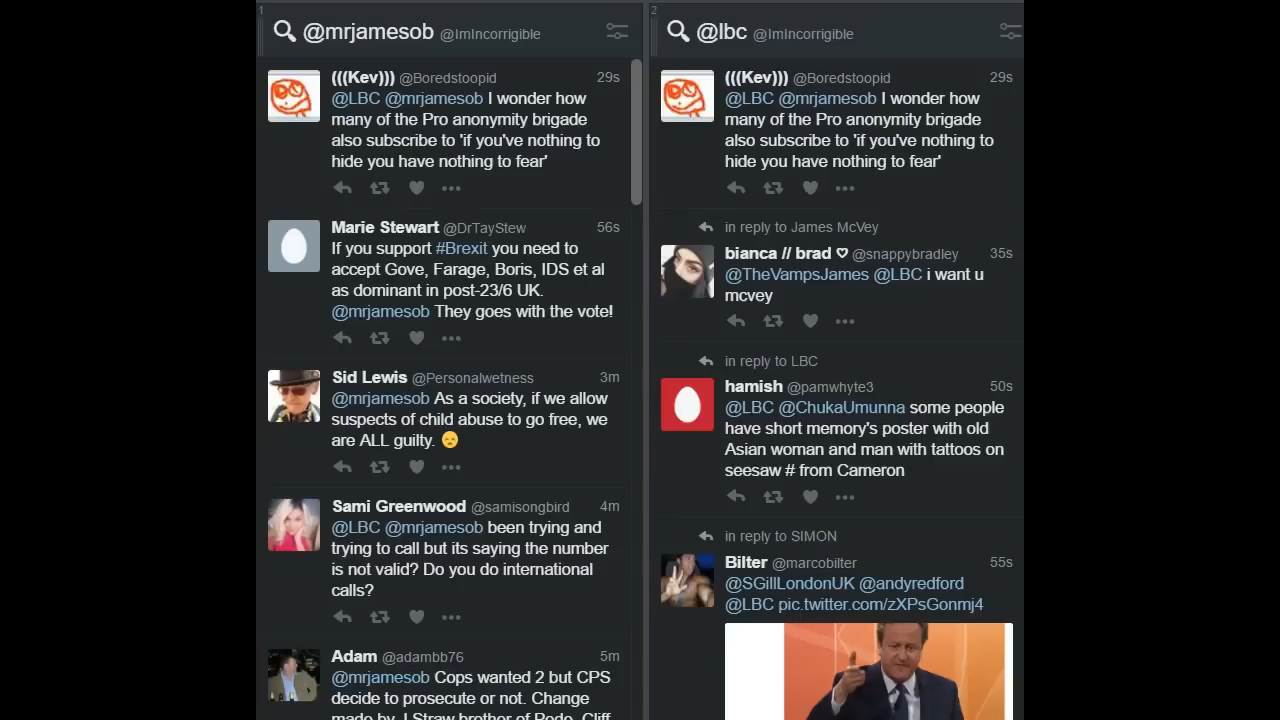 1
@mrjamesob @ImIncorrigible
(((Kev))) @Boredstoopid 29s
@LBC @mrjamesob I wonder how
many of the Pro anonymity brigade
also subscribe to 'if you've nothing to
hide you have nothing to fear'
Marie Stewart @DrTayStew 56s
If you support #Brexit you need to
accept Gove, Farage, Boris, IDS et al
as dominant in post-23/6 UK.
@mrjamesob They goes with the vote!
Sid Lewis @Personalwetness 3m
@mrjamesob As a society, if we allow
suspects of child abuse to go free, we
are ALL guilty. 😞
Sami Greenwood @samisongbird 4m
@LBC @mrjamesob been trying and
trying to call but its saying the number
is not valid? Do you do international
calls?
Adam @adambb76 5m
@mrjamesob Cops wanted 2 but CPS
decide to prosecute or not. Change
made by J Straw brother of Pedo. Cliff
2
@lbc @ImIncorrigible
(((Kev))) @Boredstoopid 29s
@LBC @mrjamesob I wonder how
many of the Pro anonymity brigade
also subscribe to 'if you've nothing to
hide you have nothing to fear'
in reply to James McVey
bianca // brad ♡ @snappybradley 35s
@TheVampsJames @LBC i want u
mcvey
in reply to LBC
hamish @pamwhyte3 50s
@LBC @ChukaUmunna some people
have short memory's poster with old
Asian woman and man with tattoos on
seesaw # from Cameron
in reply to SIMON
Bilter @marcobilter 55s
@SGillLondonUK @andyredford
@LBC pic.twitter.com/zXPsGonmj4